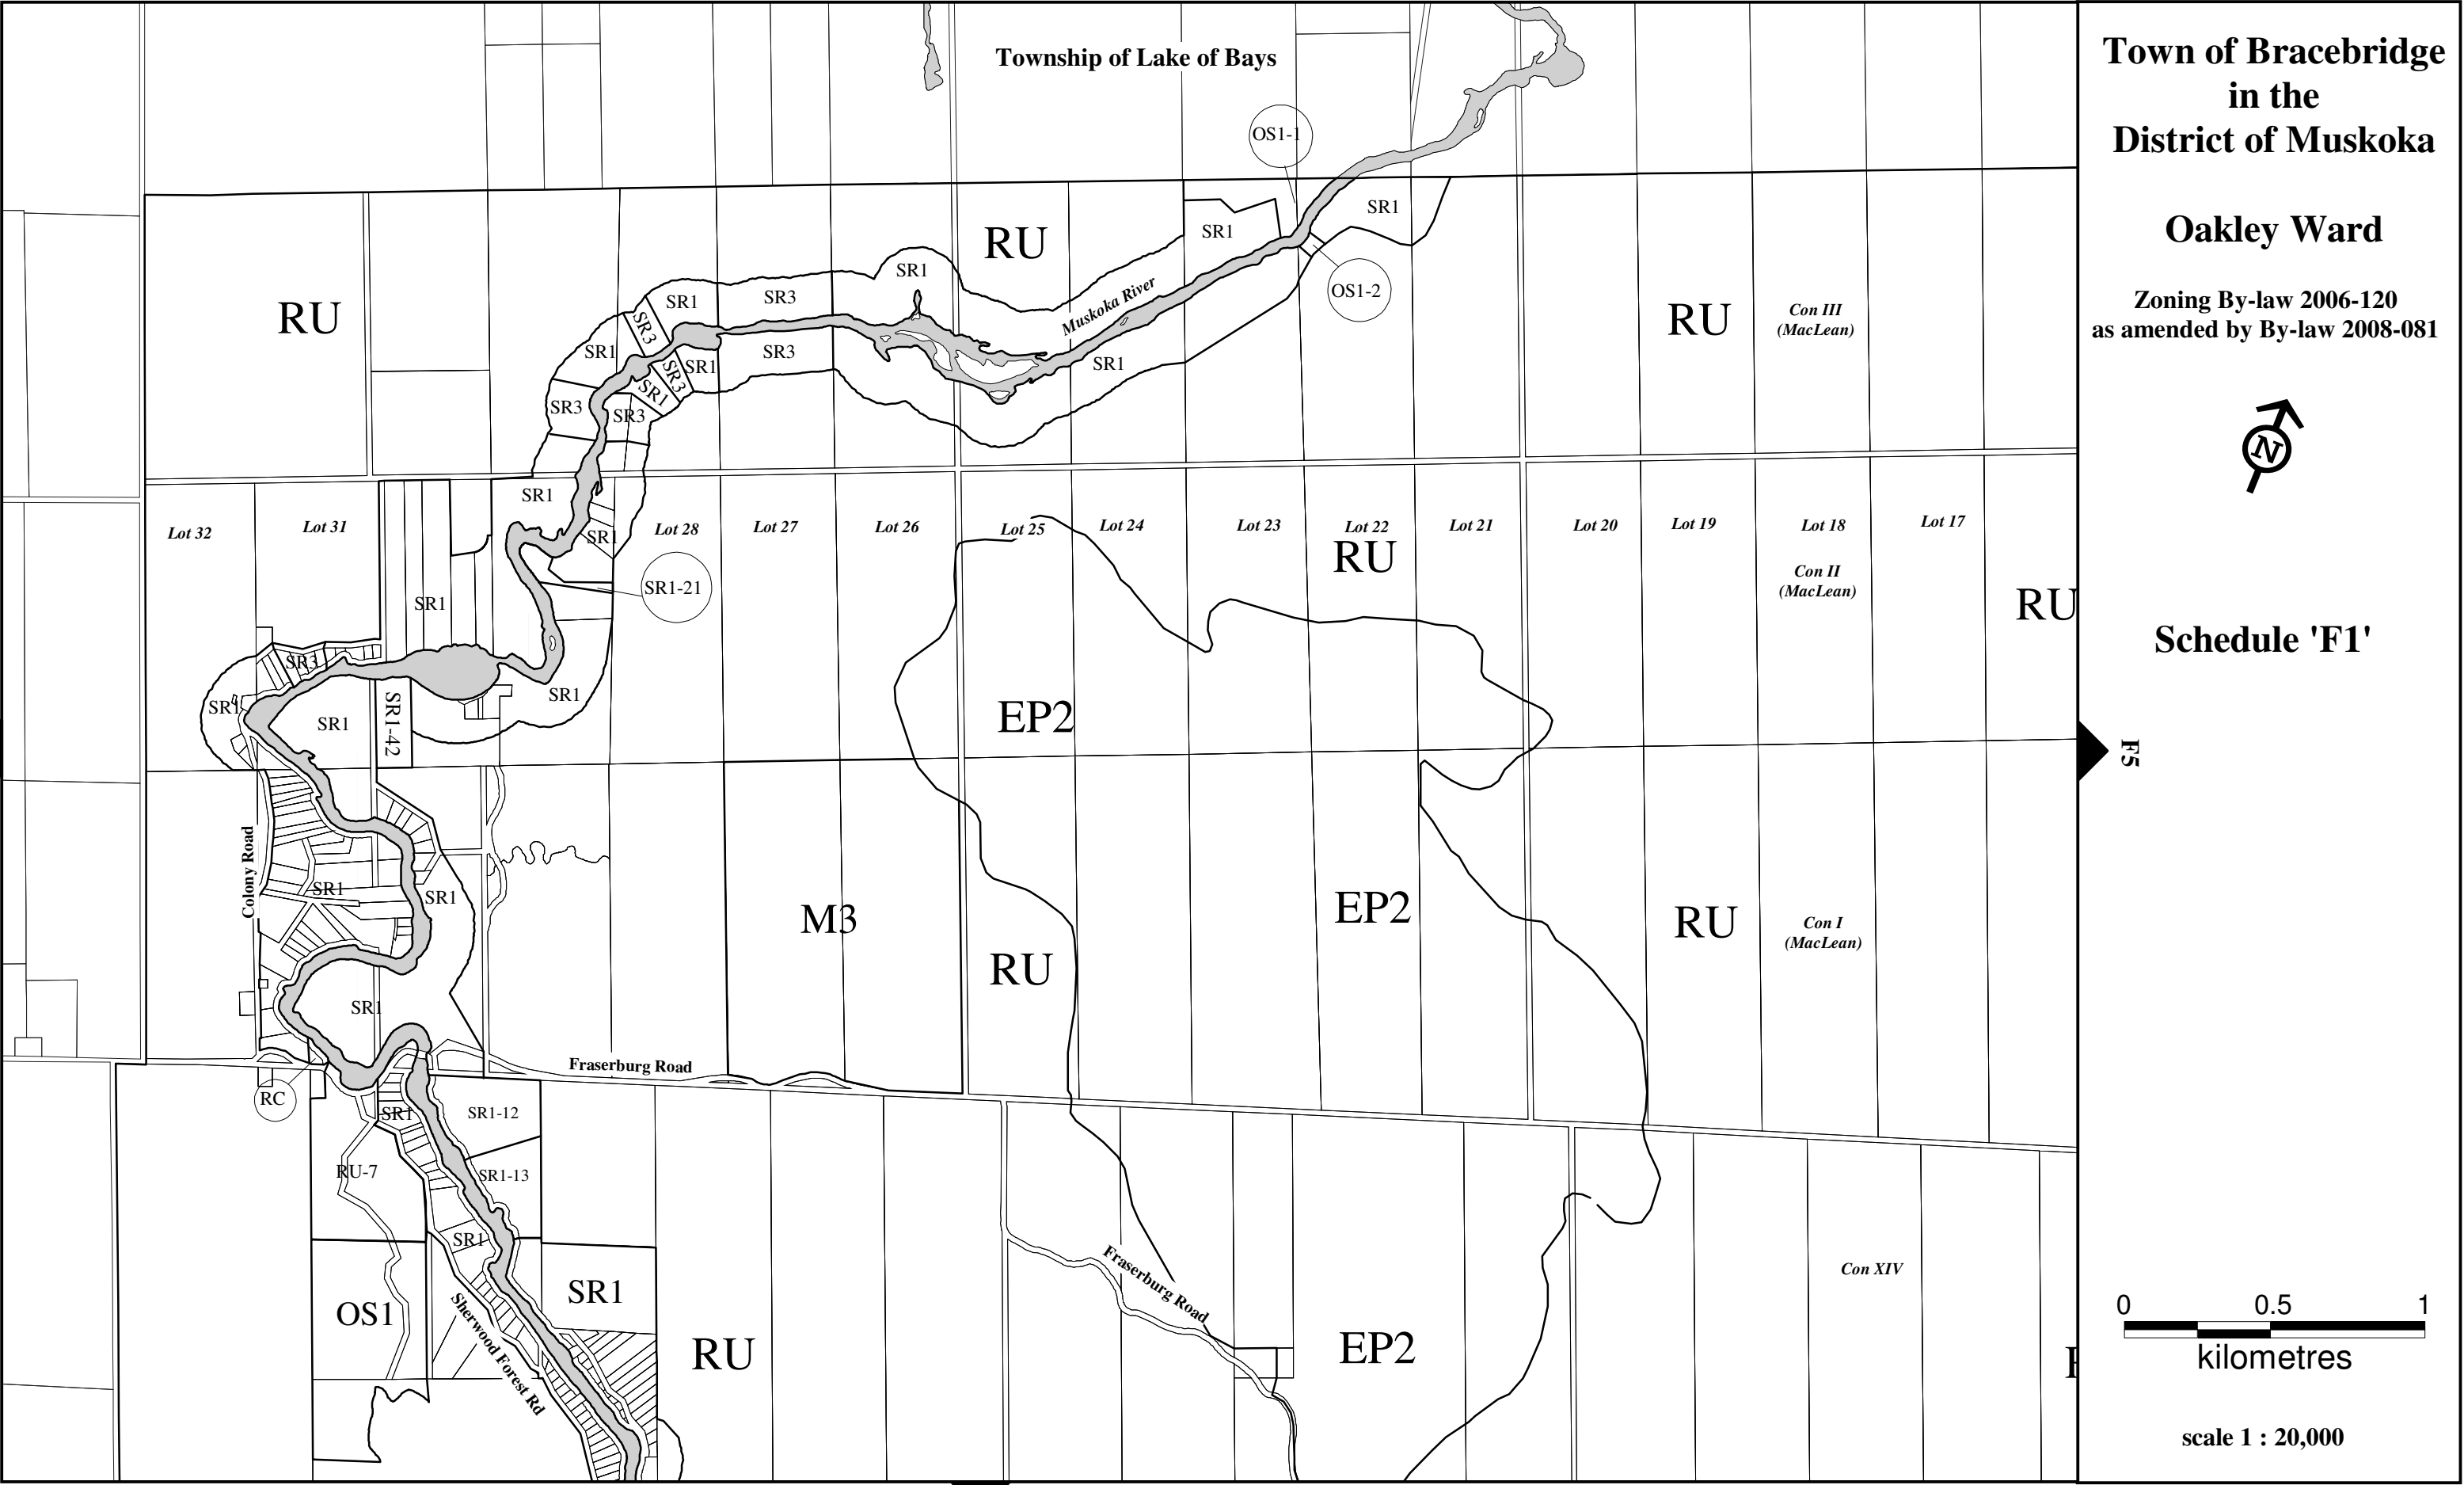 Township of Lake of Bays
OS1-1
SR1
SR1
RU
SR1
OS1-2
Muskoka River
RU
SR1
SR3
RU
Con III
(MacLean)
SR3
SR1
SR3
SR1
SR3
SR1
SR1
SR3
SR3
SR1
SR1
Lot 32
Lot 31
Lot 28
Lot 27
Lot 26
Lot 25
Lot 24
Lot 23
Lot 22
Lot 21
Lot 20
Lot 19
Lot 18
Lot 17
RU
Con II
(MacLean)
SR1-21
SR1
RU
SR3
SR1
SR1
SR1
SR1-42
EP2
Colony Road
SR1
SR1
M3
EP2
RU
Con I
(MacLean)
RU
SR1
Fraserburg Road
RC
SR1
SR1-12
RU-7
SR1-13
SR1
Fraserburg Road
Con XIV
SR1
OS1
Sherwood Forest Rd
RU
EP2
Town of Bracebridge
in the
District of Muskoka
Oakley Ward
Zoning By-law 2006-120
as amended by By-law 2008-081
N
Schedule 'F1'
F5
0 0.5 1
kilometres
scale 1 : 20,000